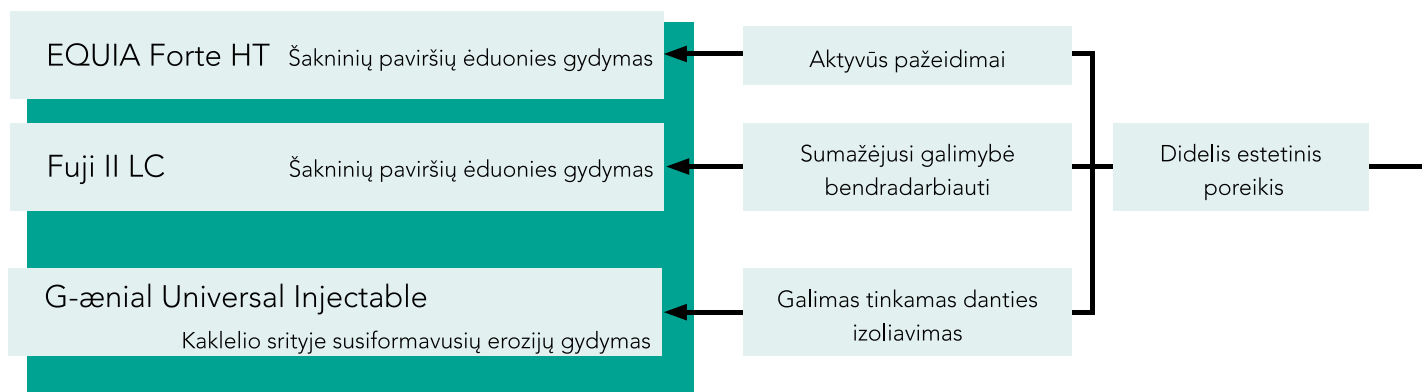 EQUIA Forte HT Šakninių paviršių ėduonies gydymas
Aktyvūs pažeidimai
Fuji II LC Šakninių paviršių ėduonies gydymas
Sumažėjusi galimybė
bendradarbiauti
Didelis estetinis
poreikis
G-ænial Universal Injectable
Kaklelio srityje susiformavusių erozijų gydymas
Galimas tinkamas danties
izoliavimas